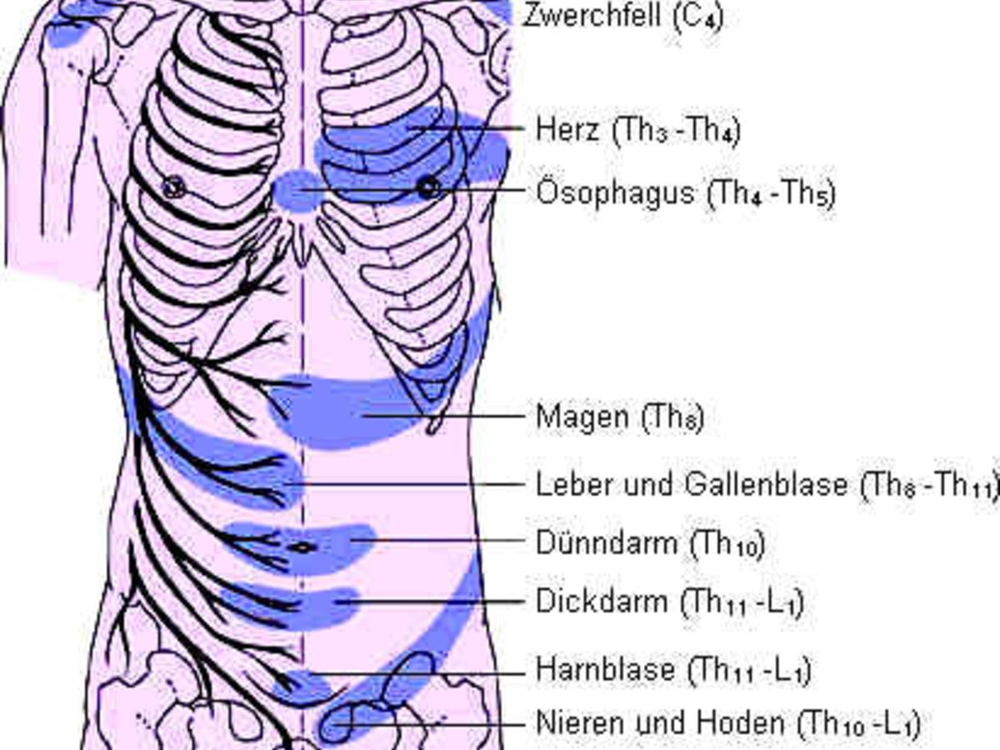 Zwerchfell (C₄)
Herz (Th₃-Th₄)
Ösophagus (Th₄-Th₅)
Magen (Th₈)
Leber und Gallenblase (Th₈-Th₁₁)
Dünndarm (Th₁₀)
Dickdarm (Th₁₁-L₁)
Harnblase (Th₁₁-L₁)
Nieren und Hoden (Th₁₀-L₁)